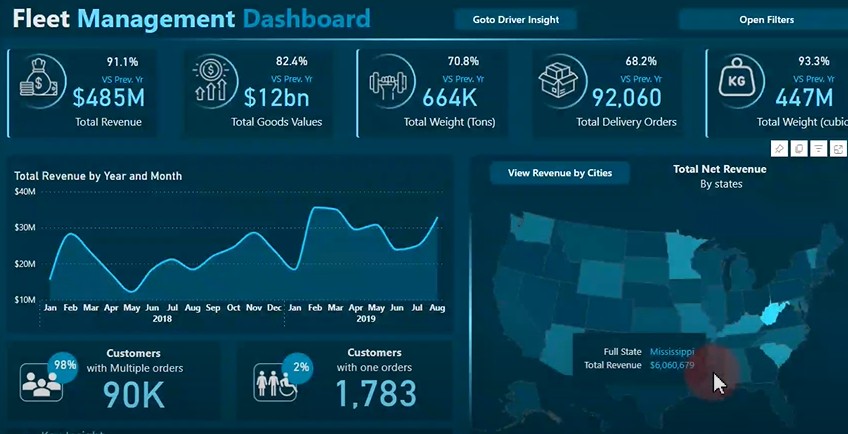 Fleet Management Dashboard
Goto Driver Insight
Open Filters
91.1%
VS Prev. Yr
$485M
Total Revenue
82.4%
VS Prev. Yr
$12bn
Total Goods Values
70.8%
VS Prev. Yr
664K
Total Weight (Tons)
68.2%
VS Prev. Yr
92,060
Total Delivery Orders
KG
93.3%
VS Prev. Yr
447M
Total Weight (cubic
Total Revenue by Year and Month
$40M
$30M
$20M
$10M
Jan Feb Mar Apr May Jun Jul Aug Sep Oct Nov Dec Jan Feb Mar Apr May Jun Jul Aug
2018 2019
View Revenue by Cities
Total Net Revenue
By states
Full State Mississippi
Total Revenue $6,060,679
98%
Customers
with Multiple orders
90K
2%
Customers
with one orders
1,783